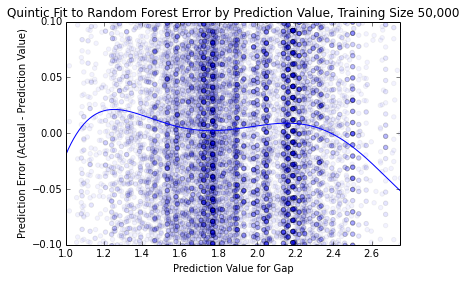 Quintic Fit to Random Forest Error by Prediction Value, Training Size 50,000
Prediction Error (Actual - Prediction Value)
0.10
0.05
0.00
−0.05
−0.10
1.0 1.2 1.4 1.6 1.8 2.0 2.2 2.4 2.6
Prediction Value for Gap